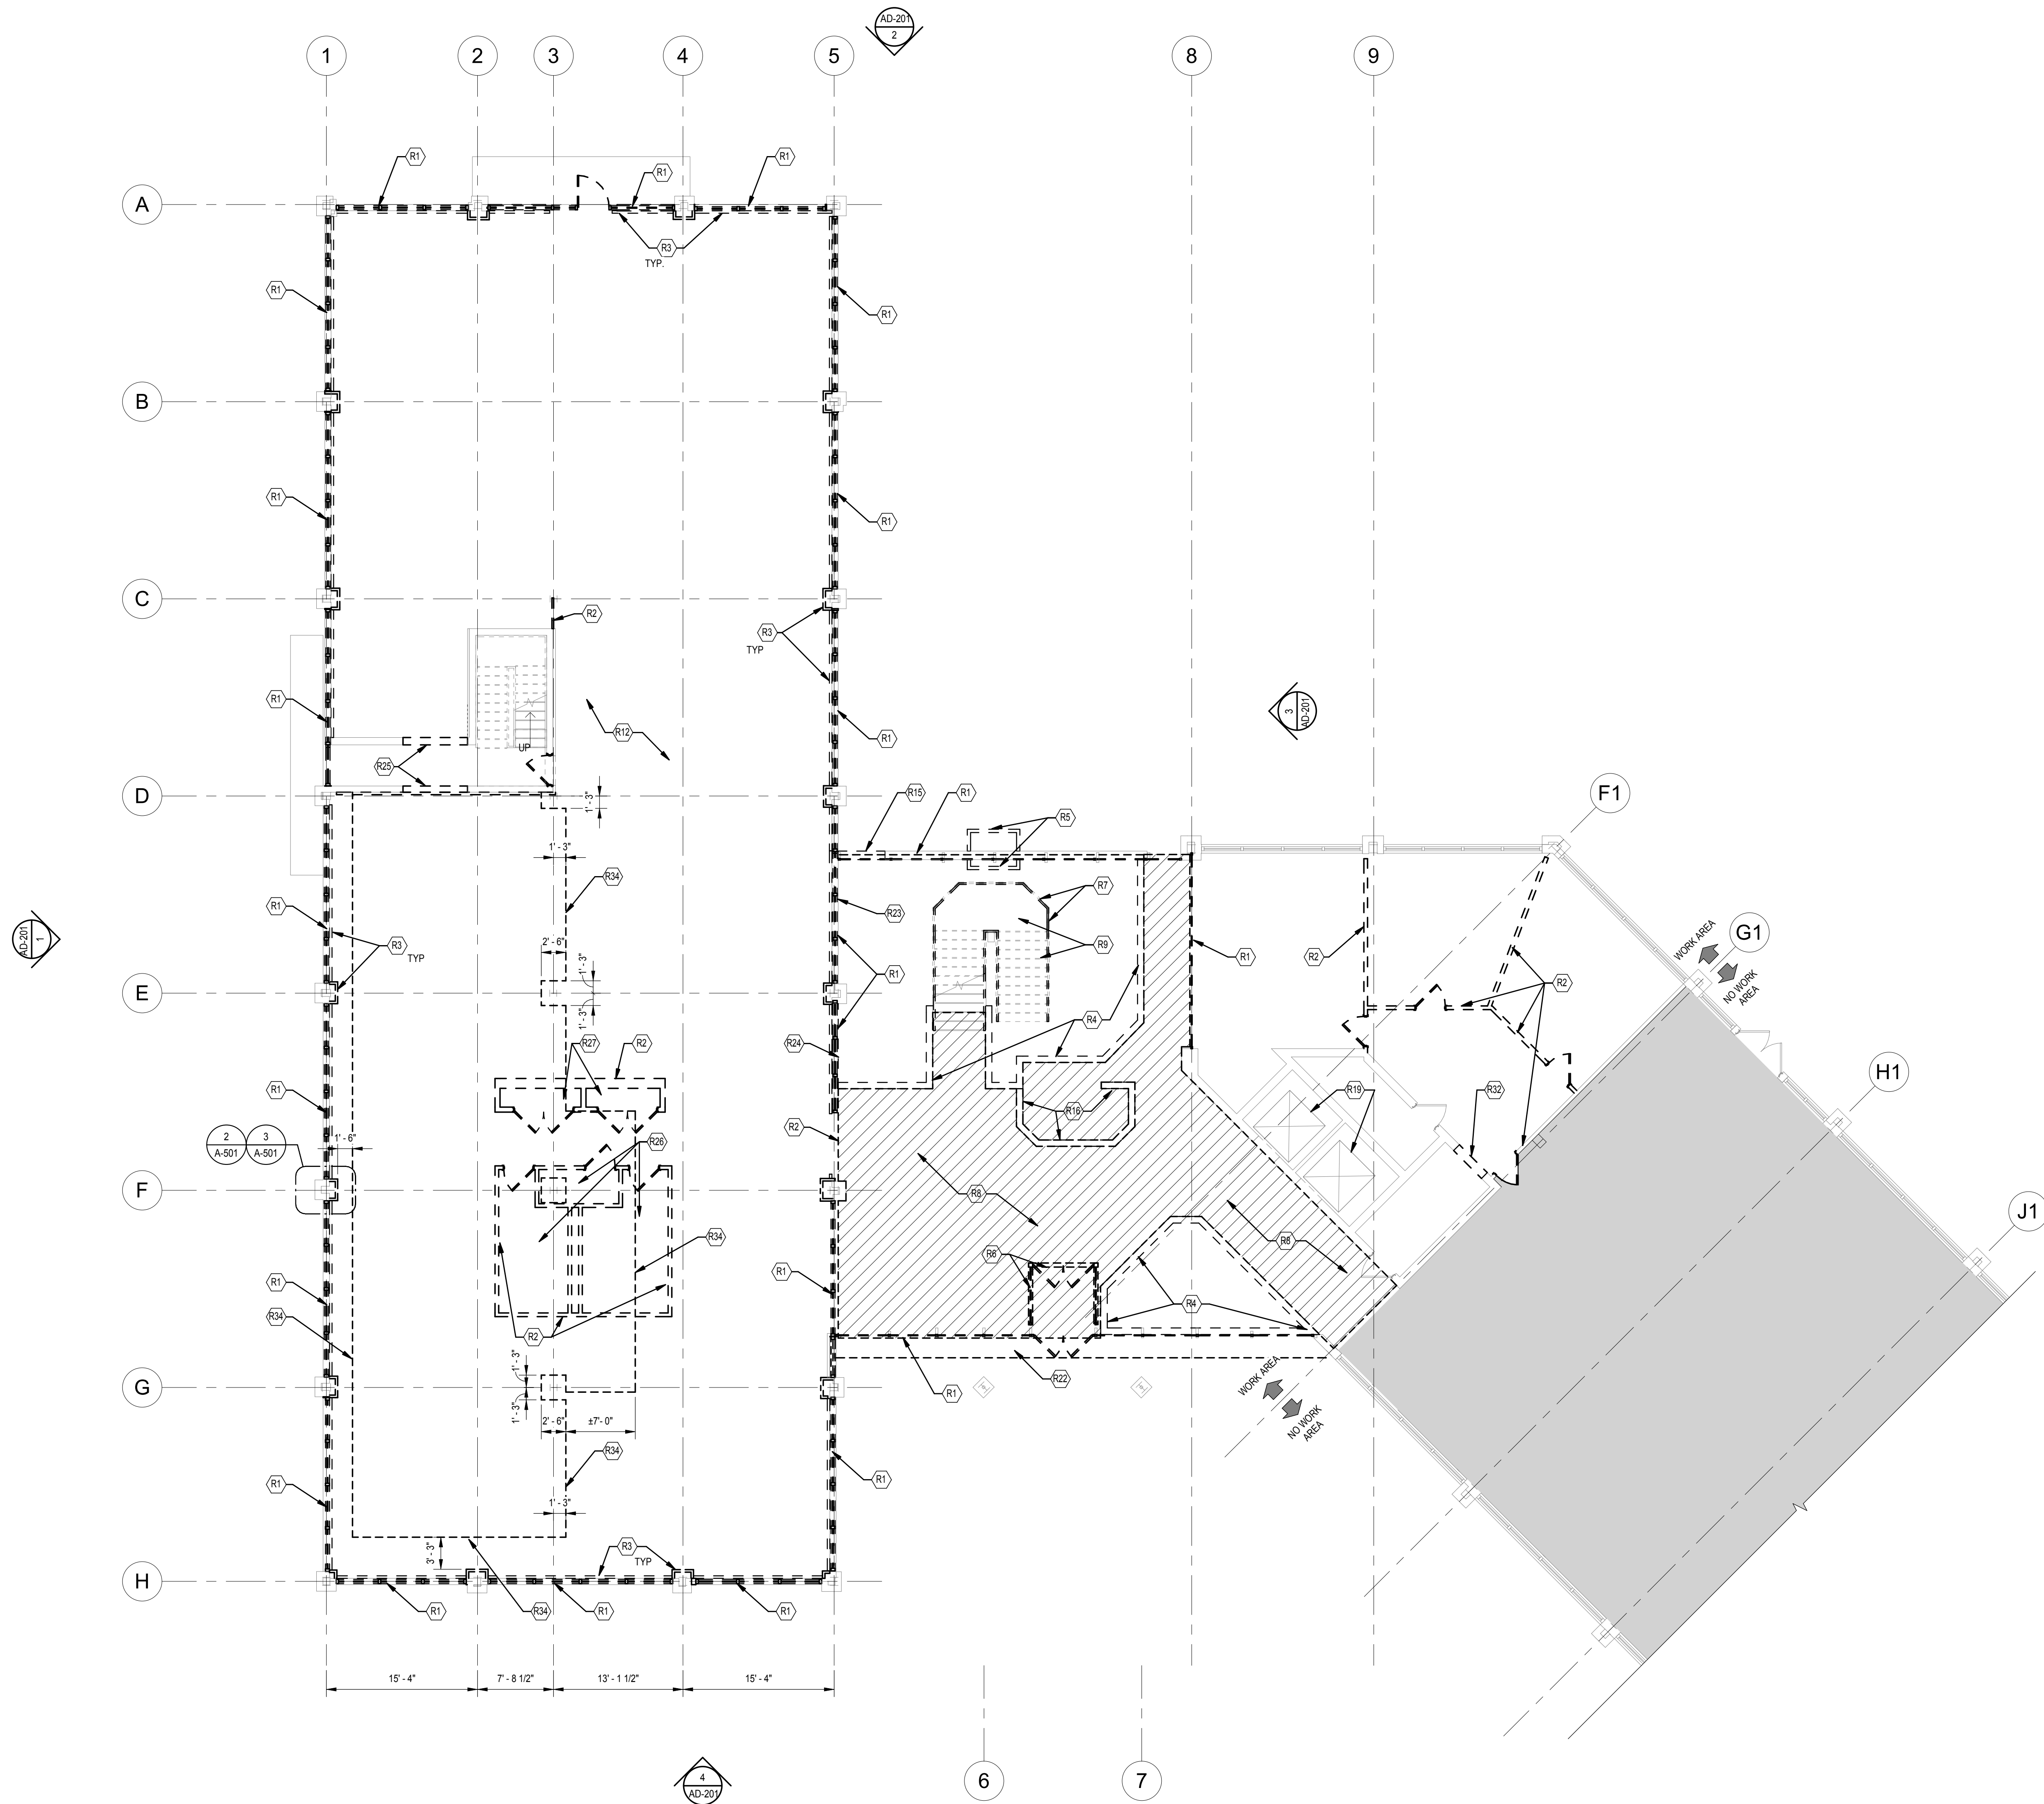 AD-201
2
1
2
3
4
5
8
9
R1
R1
R1
A
R3
TYP.
R1
R1
B
R1
R1
C
R2
R3
TYP
R1
R12
R1
UP
R25
3
AD-201
D
1' - 3"
R15
R1
R5
F1
1' - 3"
R34
R7
R1
R23
R9
AD-201
1
R3
TYP
2' - 6"
1' - 3"
R1
R1
R2
WORK AREA
G1
NO WORK
AREA
R2
E
1' - 3"
R4
R27
R2
R24
H1
R1
R19
R32
R16
2
A-501
3
A-501
1' - 6"
R2
R26
F
R8
J1
R34
R8
R6
R1
R1
R34
R4
R2
R22
1' - 3"
WORK AREA
G
R1
1' - 3"
2' - 6"
±7' - 0"
NO WORK
AREA
R34
R1
R1
1' - 3"
3' - 3"
R3
TYP
H
R1
R34
R1
R1
15' - 4"
7' - 8 1/2"
13' - 1 1/2"
15' - 4"
4
AD-201
6
7